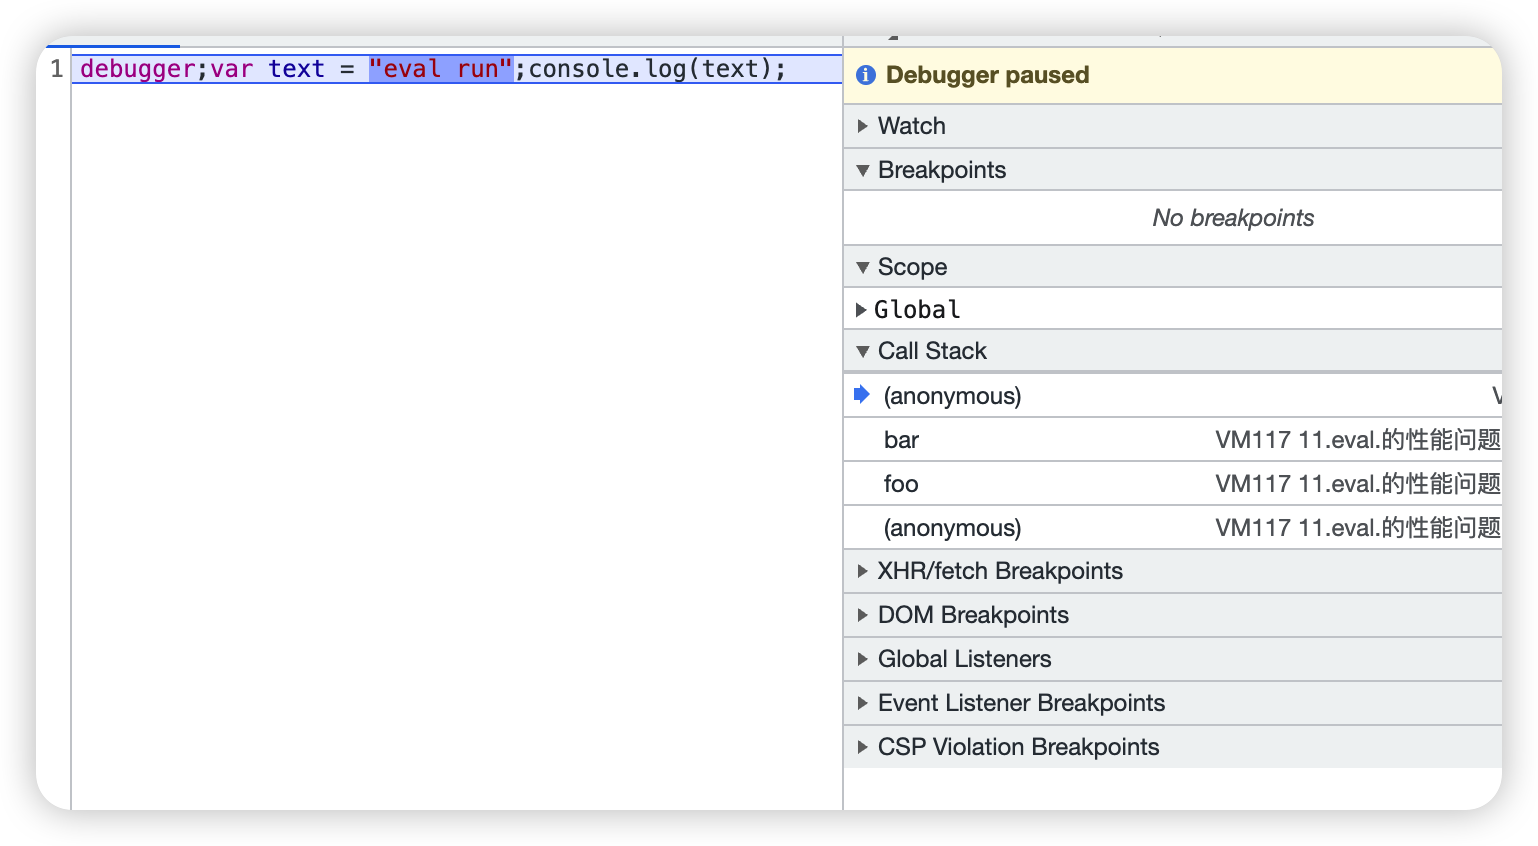 1 debugger;var text = "eval run";console.log(text);
Debugger paused
Watch
Breakpoints
No breakpoints
Scope
Global
Call Stack
(anonymous)
bar VM117 11.eval.的性能问题
foo VM117 11.eval.的性能问题
(anonymous) VM117 11.eval.的性能问题
XHR/fetch Breakpoints
DOM Breakpoints
Global Listeners
Event Listener Breakpoints
CSP Violation Breakpoints